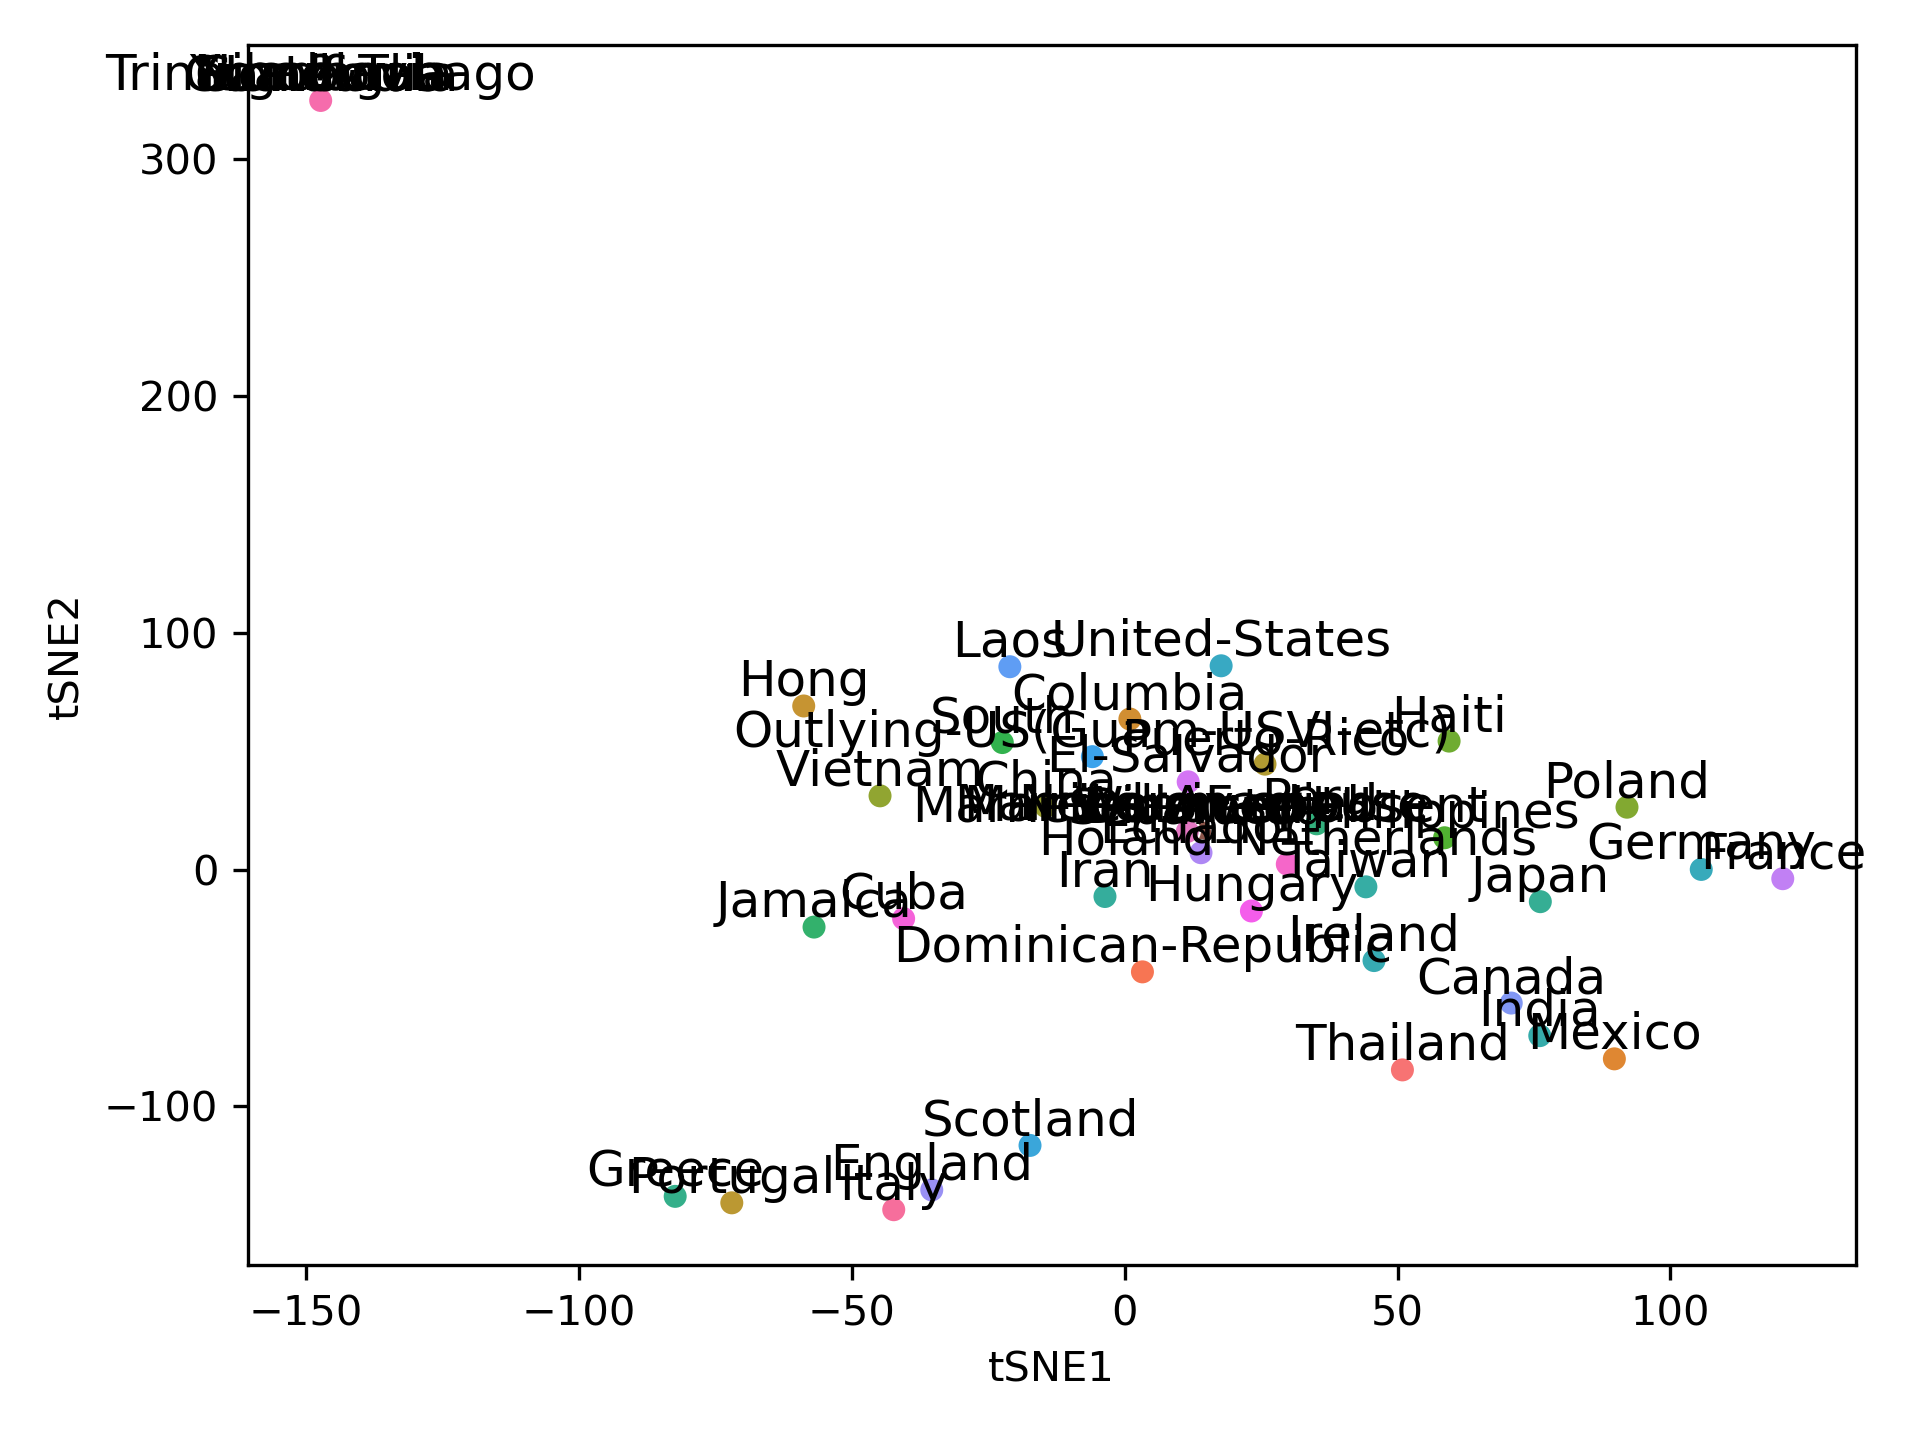 300
200
100
0
−100
tSNE2
Laos
United-States
Hong
Columbia
South
Haiti
Outlying-US(Guam-USVI-etc)
Puerto-Rico
El-Salvador
Vietnam
China
Poland
Peru
Philippines
Ecuador
Holand-Netherlands
Germany
France
Taiwan
Iran
Hungary
Japan
Cuba
Jamaica
Ireland
Dominican-Republic
Canada
India
Mexico
Thailand
Scotland
England
Greece
Portugal
Italy
−150
−100
−50
0
50
100
tSNE1